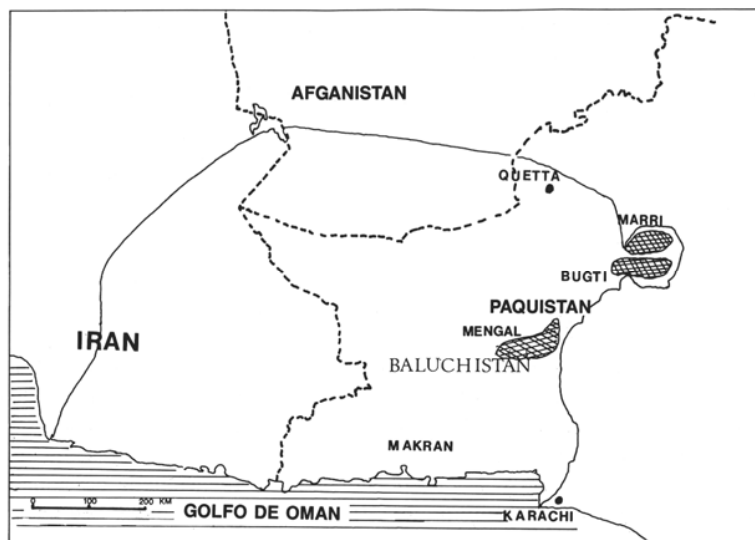 AFGANISTAN
QUETTA
MARRI
BUGTI
PAQUISTAN
MENGAL
IRAN
BALUCHISTAN
MAKRAN
0 100 200 KM
GOLFO DE OMAN
KARACHI